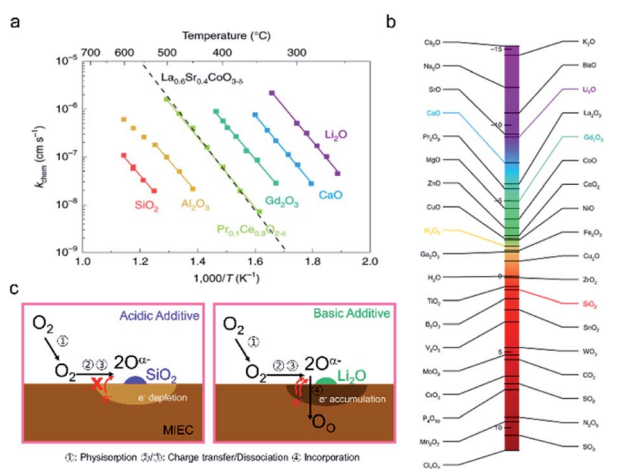 a
Temperature (°C)
700 600 500 400 300
La₀.₆Sr₀.₄CoO₃₋δ
10⁻⁵
10⁻⁶
10⁻⁷
10⁻⁸
10⁻⁹
kchem (cm s⁻¹)
Li₂O
CaO
Gd₂O₃
Al₂O₃
SiO₂
Pr₀.₁Ce₀.₉O₂₋δ
1.0 1.2 1.4 1.6 1.8 2.0
1,000/T (K⁻¹)
b
Cs₂O
Na₂O
SrO
CaO
Pr₂O₃
MgO
ZnO
CuO
Al₂O₃
Ga₂O₃
H₂O
TiO₂
B₂O₃
V₂O₅
MoO₃
CrO₃
P₄O₁₀
Mn₂O₇
Cl₂O₇
-15
-10
-5
0
5
10
K₂O
BaO
Li₂O
La₂O₃
Gd₂O₃
CoO
CeO₂
NiO
Fe₂O₃
Cu₂O
ZrO₂
SiO₂
SnO₂
WO₃
CO₂
SO₂
N₂O₅
SO₃
c
Acidic Additive
O₂
①
O₂
②③
2Oα-
SiO₂
e- depletion
MIEC
Basic Additive
O₂
①
O₂
②③
2Oα-
Li₂O
④
e- accumulation
Oo
①: Physisorption ②/③: Charge transfer/Dissociation ④: Incorporation